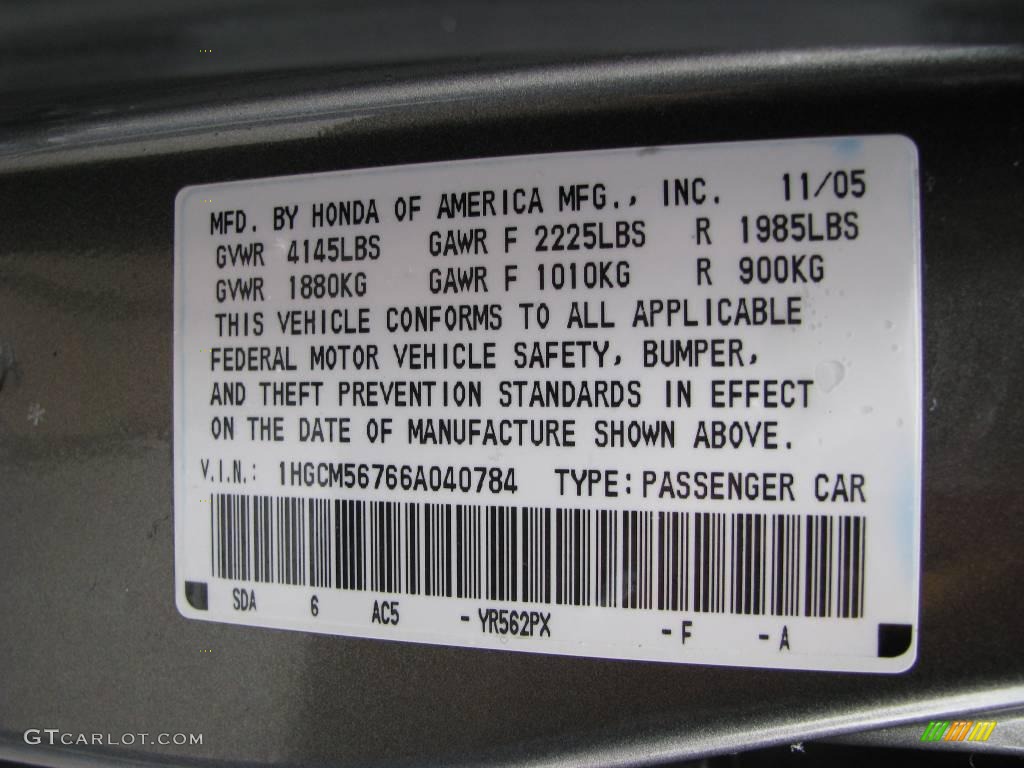 MFD. BY HONDA OF AMERICA MFG., INC. 11/05
GVWR 4145LBS GAWR F 2225LBS R 1985LBS
GVWR 1880KG GAWR F 1010KG R 900KG
THIS VEHICLE CONFORMS TO ALL APPLICABLE
FEDERAL MOTOR VEHICLE SAFETY, BUMPER,
AND THEFT PREVENTION STANDARDS IN EFFECT
ON THE DATE OF MANUFACTURE SHOWN ABOVE.
V.I.N.: 1HGCM56766A040784 TYPE: PASSENGER CAR
SDA 6 AC5 - YR562PX - F - A
GTCARLOT.COM